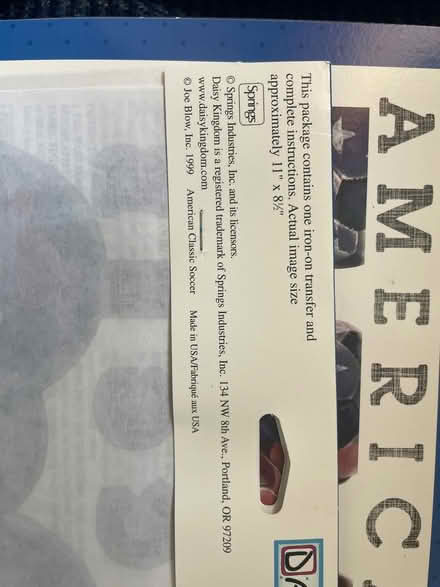 AMERIC
This package contains one iron-on transfer and
complete instructions. Actual image size
approximately 11" x 8½"
Springs
© Springs Industries, Inc. and its licensors.
Daisy Kingdom is a registered trademark of Springs Industries, Inc. 134 NW 8th Ave., Portland, OR 97209
www.daisykingdom.com
© Joe Blow, Inc. 1999 American Classic Soccer Made in USA/Fabriqué aux USA